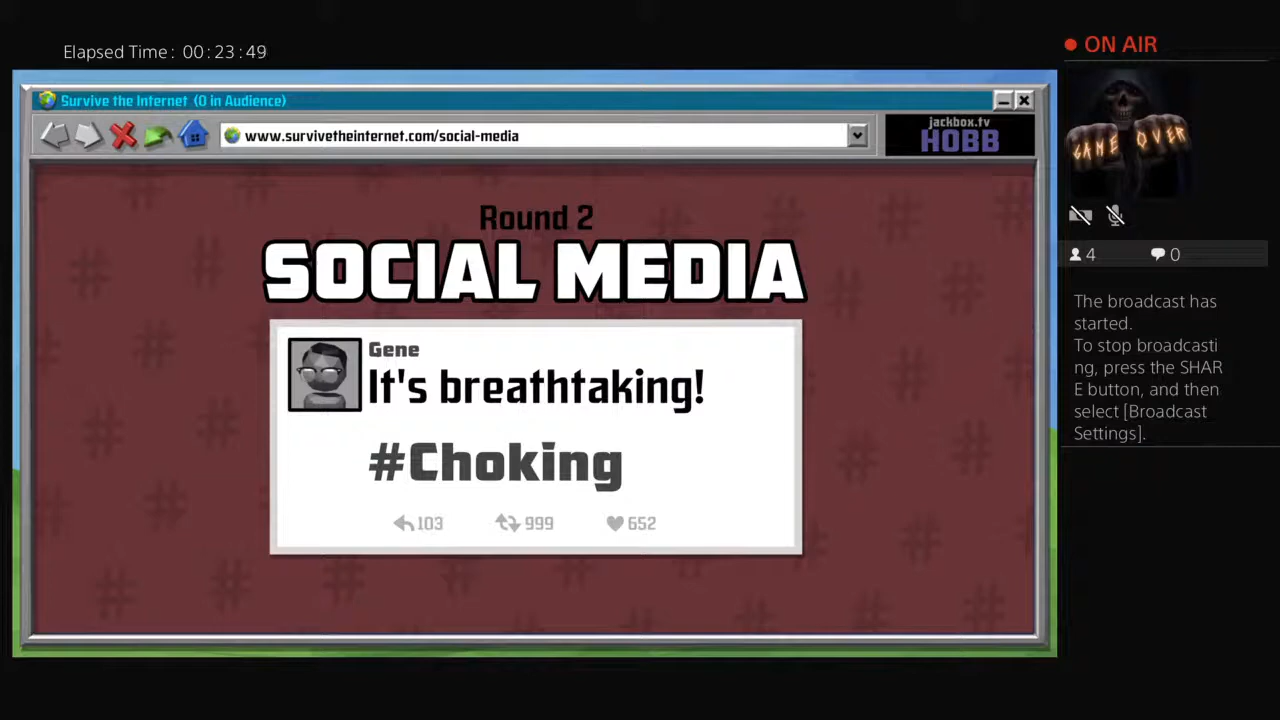 Elapsed Time: 00:23:49
ON AIR
Survive the Internet (0 in Audience)
www.survivetheinternet.com/social-media
jackbox.tv
HOBB
GAME OVER
Round 2
SOCIAL MEDIA
Gene
It's breathtaking!
#Choking
103 999 652
4 0
The broadcast has
started.
To stop broadcasti
ng, press the SHAR
E button, and then
select [Broadcast
Settings].